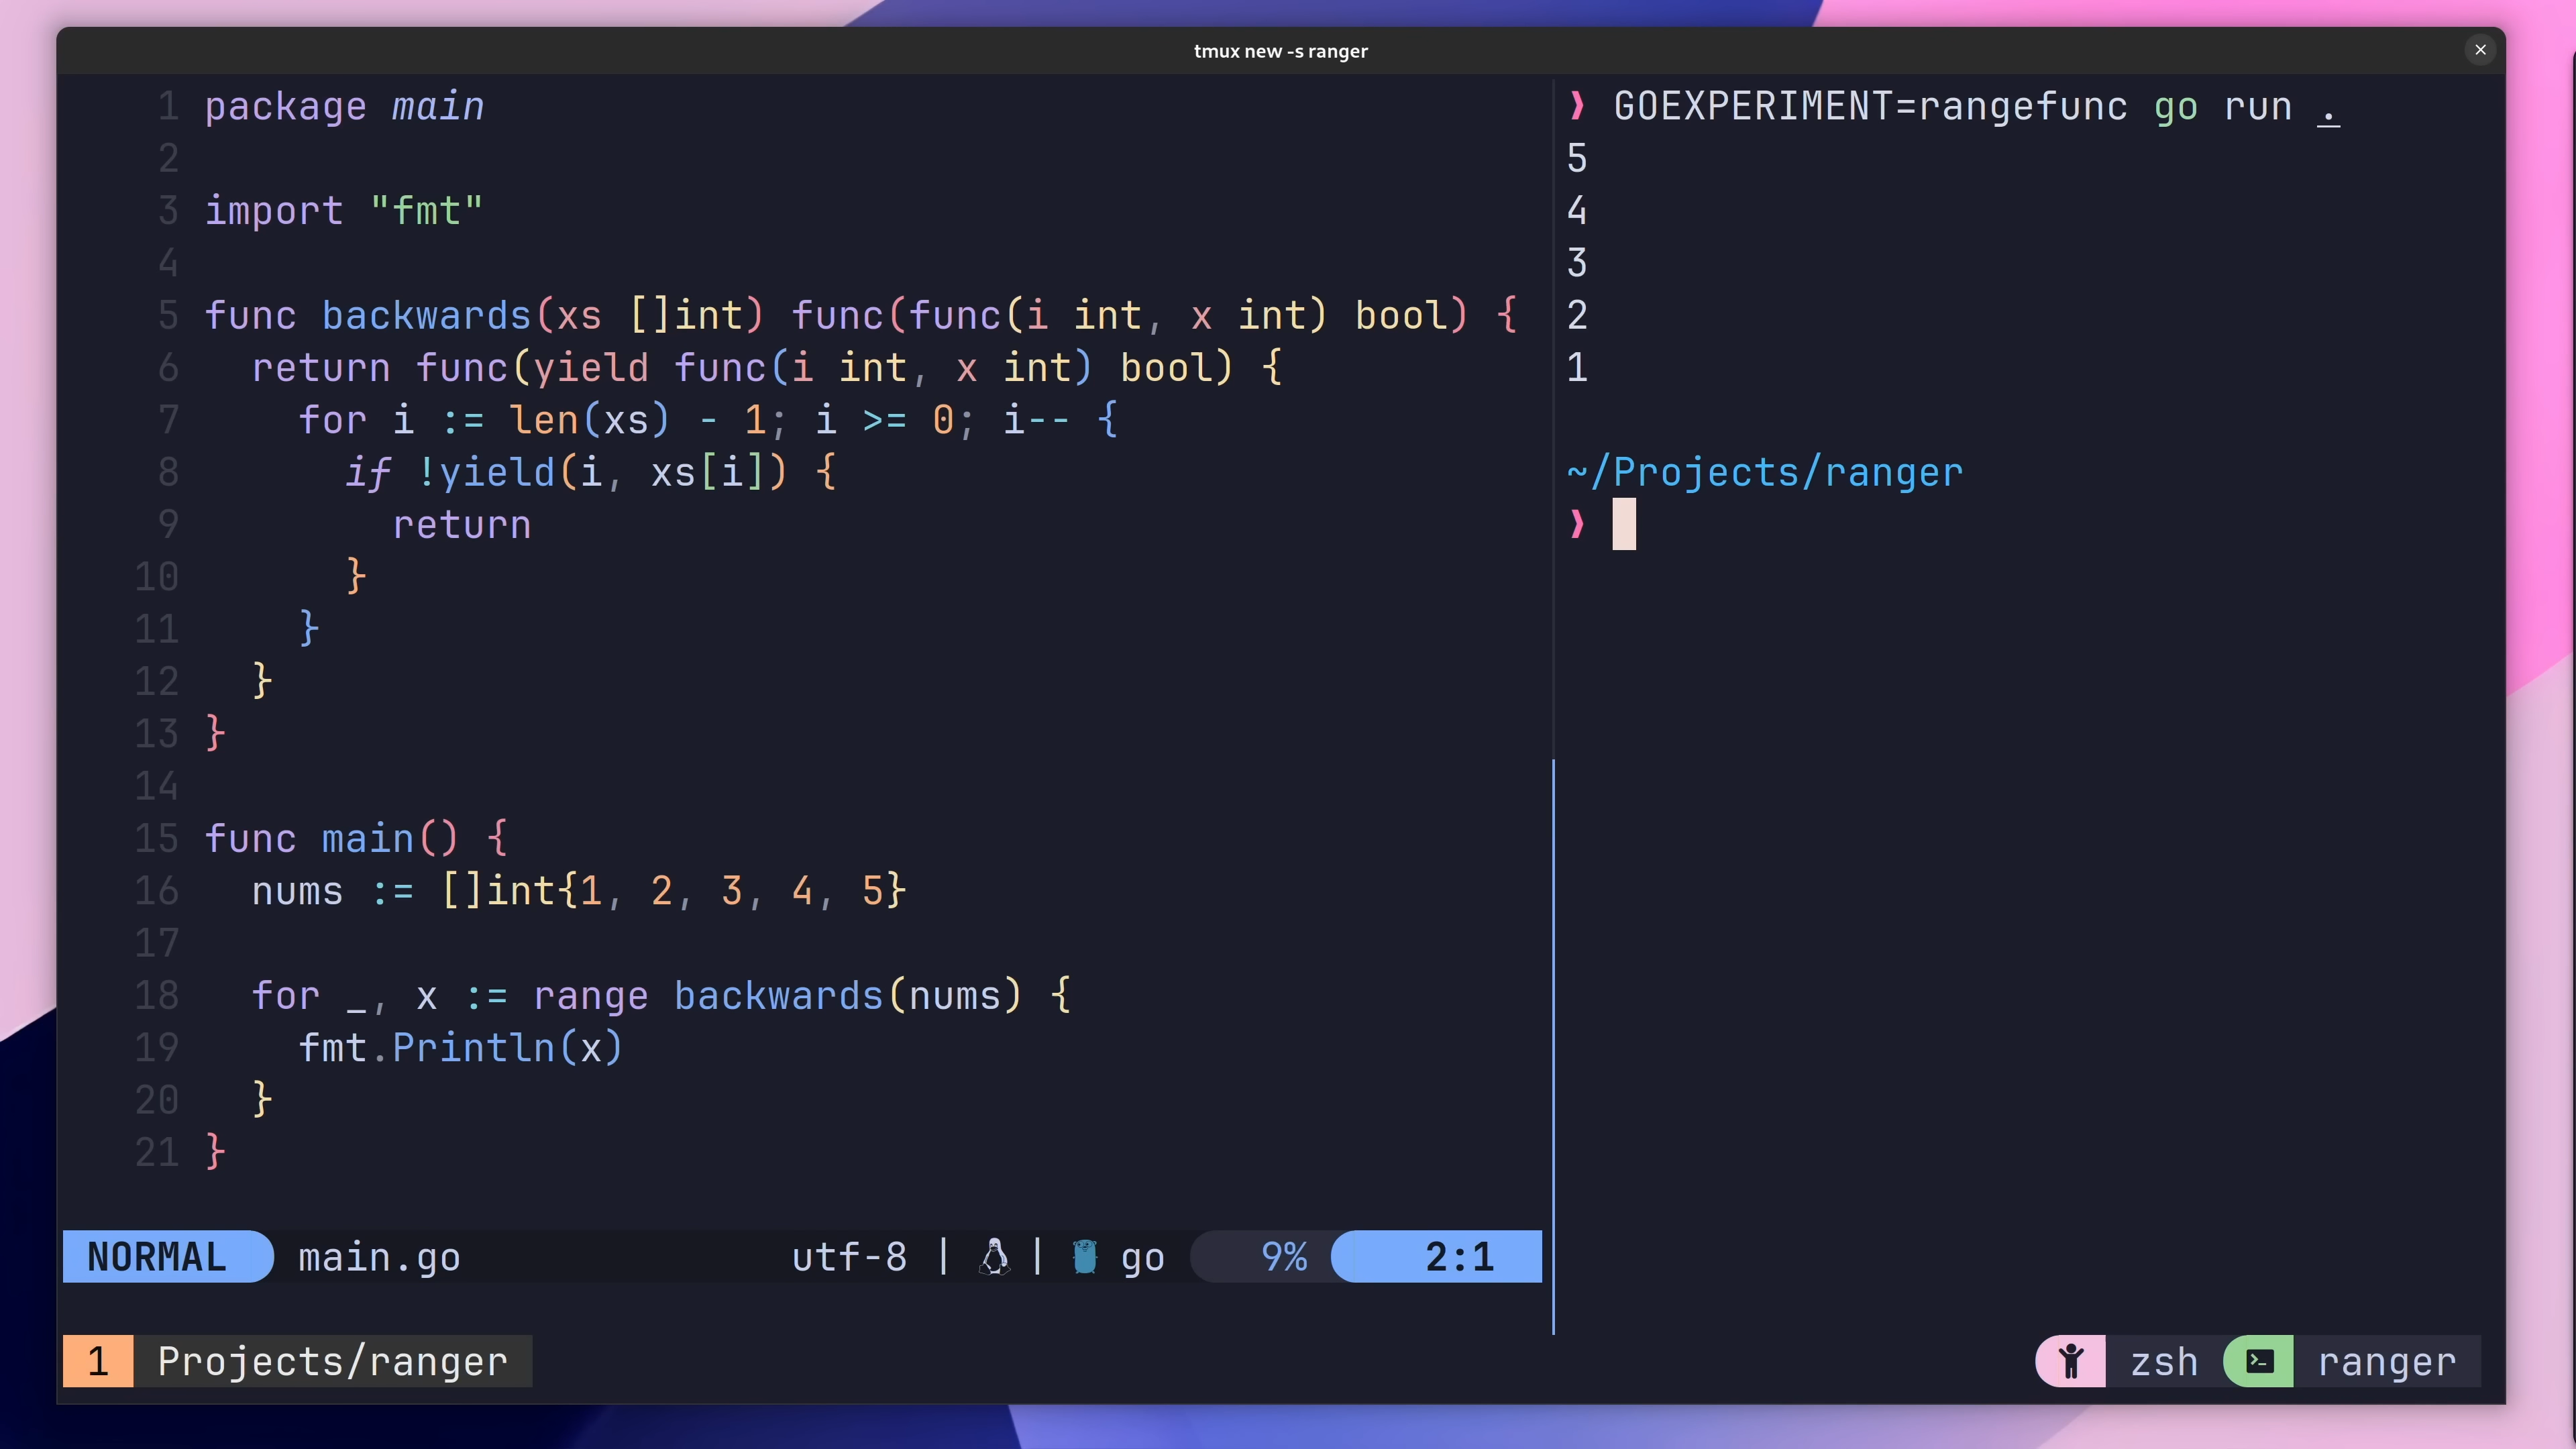 tmux new -s ranger
1 package main
2
3 import "fmt"
4
5 func backwards(xs []int) func(func(i int, x int) bool) {
6   return func(yield func(i int, x int) bool) {
7     for i := len(xs) - 1; i >= 0; i-- {
8       if !yield(i, xs[i]) {
9         return
10       }
11     }
12   }
13 }
14
15 func main() {
16   nums := []int{1, 2, 3, 4, 5}
17
18   for _, x := range backwards(nums) {
19     fmt.Println(x)
20   }
21 }
NORMAL main.go utf-8 | | go 9% 2:1
❱ GOEXPERIMENT=rangefunc go run .
5
4
3
2
1
~/Projects/ranger
❱
1 Projects/ranger
zsh ranger